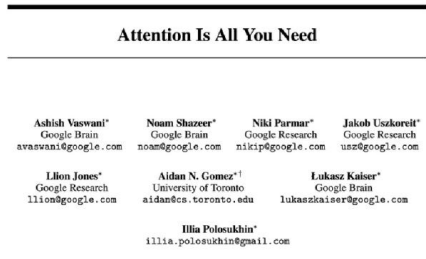 Attention Is All You Need
Ashish Vaswani* Noam Shazeer* Niki Parmar* Jakob Uszkoreit*
Google Brain Google Brain Google Research Google Research
avaswani@google.com noam@google.com nikip@google.com usz@google.com
Llion Jones* Aidan N. Gomez*† Łukasz Kaiser*
Google Research University of Toronto Google Brain
llion@google.com aidan@cs.toronto.edu lukaszkaiser@google.com
Illia Polosukhin*
illia.polosukhin@gmail.com